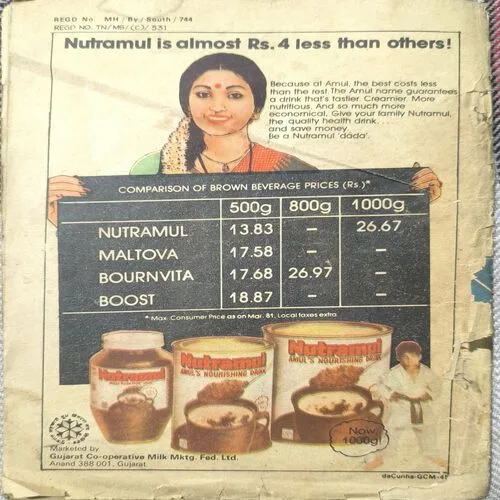 REGD No. MH / By / South / 744
REGD NO. TN/MS/(C)/531
Nutramul is almost Rs. 4 less than others!
Because at Amul, the best costs less
than the rest. The Amul name guarantees
a drink that's tastier. Creamier. More
nutritious. And so much more
economical. Give your family Nutramul,
the quality health drink....
and save money.
Be a Nutramul 'dada'.
COMPARISON OF BROWN BEVERAGE PRICES (Rs.)*
500g 800g 1000g
NUTRAMUL 13.83 – 26.67
MALTOVA 17.58 – –
BOURNVITA 17.68 26.97 –
BOOST 18.87 – –
* Max. Consumer Price as on Mar. 81, Local taxes extra
Nutramul
Nutramul
AMUL'S NOURISHING DRINK
Nutramul
AMUL'S NOURISHING DRINK
Now,
1000g!
Marketed by
Gujarat Co-operative Milk Mktg. Fed. Ltd.
Anand 388 001, Gujarat